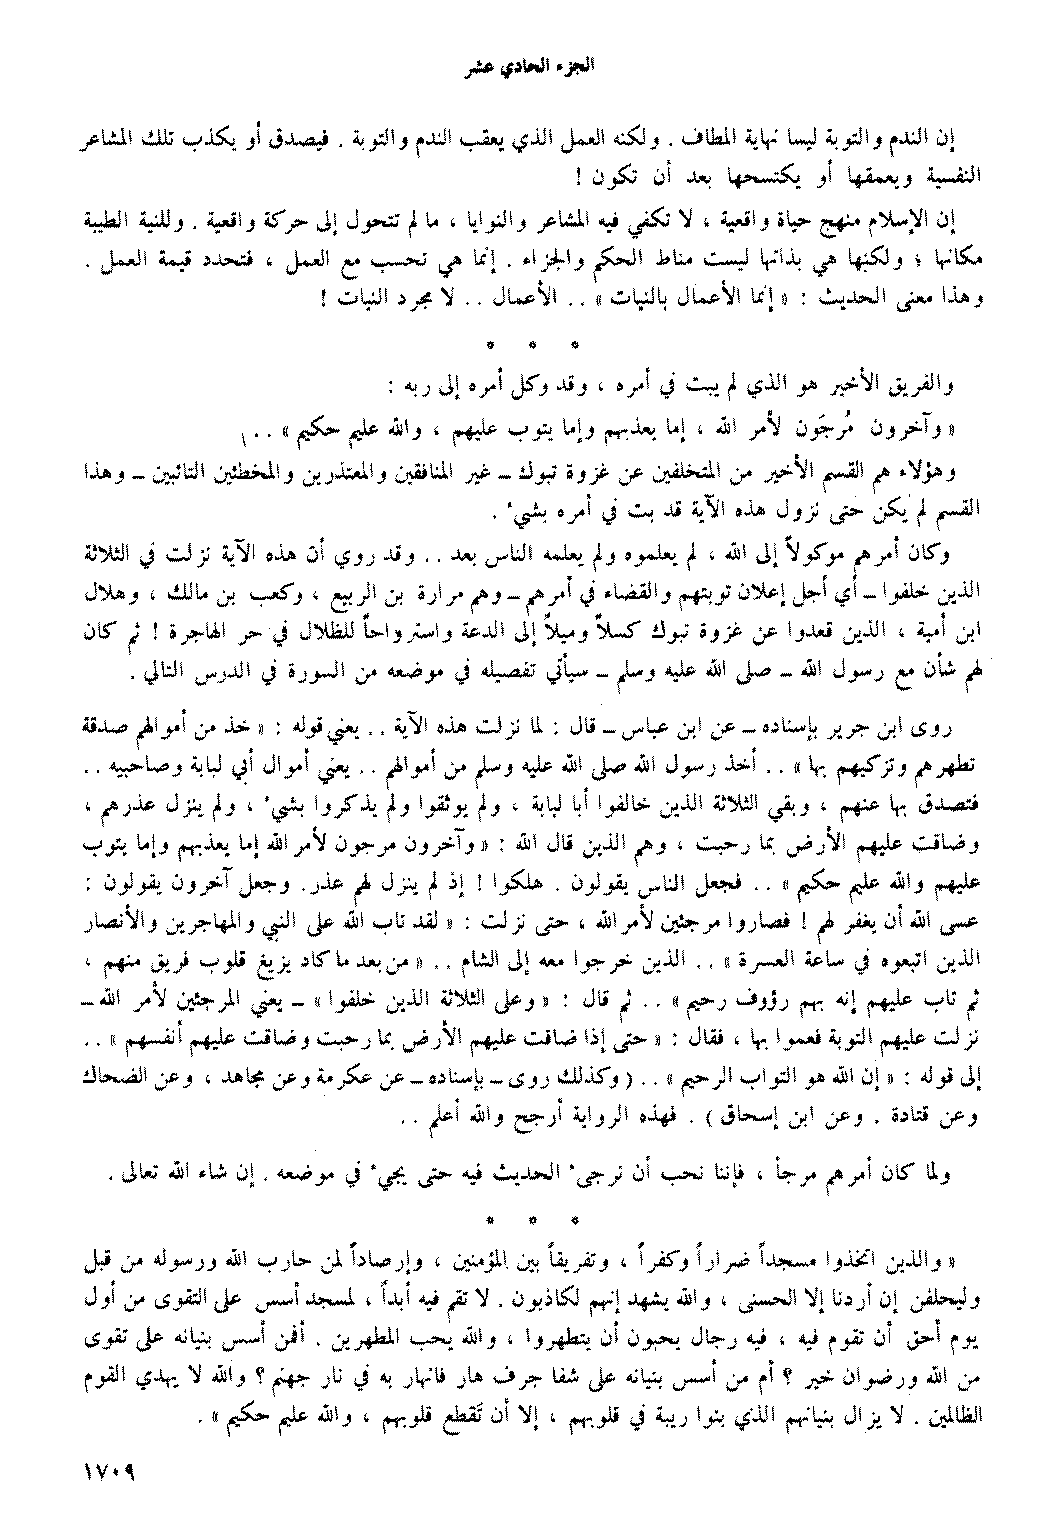 الجزء الحادي عشر
إن الندم والتوبة ليسا نهاية المطاف . ولكنه العمل الذي يعقب الندم والتوبة . فيصدق أو يكذب تلك المشاعر
النفسية ويعمقها أو يكتسحها بعد أن تكون !
إن الإسلام منهج حياة واقعية ، لا تكفي فيه المشاعر والنوايا ، ما لم تتحول إلى حركة واقعية . وللنية الطيبة
مكانها ؛ ولكنها هي بذاتها ليست مناط الحكم والجزاء . إنما هي تحسب مع العمل ، فتحدد قيمة العمل .
وهذا معنى الحديث : « إنما الأعمال بالنيات » .. الأعمال .. لا مجرد النيات !
* * *
والفريق الأخير هو الذي لم يبت في أمره ، وقد وكل أمره إلى ربه :
« وآخرون مُرجَون لأمر الله ، إما يعذبهم وإما يتوب عليهم ، والله عليم حكيم » ..
وهؤلاء هم القسم الأخير من المتخلفين عن غزوة تبوك – غير المنافقين والمعتذرين والمخطئين التائبين – وهذا
القسم لم يكن حتى نزول هذه الآية قد بت في أمره بشيء .
وكان أمرهم موكولاً إلى الله ، لم يعلموه ولم يعلمه الناس بعد .. وقد روي أن هذه الآية نزلت في الثلاثة
الذين خلفوا – أي أجل إعلان توبتهم والقضاء في أمرهم – وهم مرارة بن الربيع ، وكعب بن مالك ، وهلال
ابن أمية ، الذين قعدوا عن غزوة تبوك كسلاً وميلاً إلى الدعة واسترواحاً للظلال في حر الهاجرة ! ثم كان
لهم شأن مع رسول الله – صلى الله عليه وسلم – سيأتي تفصيله في موضعه من السورة في الدرس التالي .
روى ابن جرير بإسناده – عن ابن عباس – قال : لما نزلت هذه الآية .. يعني قوله : « خذ من أموالهم صدقة
تطهرهم وتزكيهم بها » .. أخذ رسول الله صلى الله عليه وسلم من أموالهم .. يعني أموال أبي لبابة وصاحبيه ..
فتصدق بها عنهم ، وبقي الثلاثة الذين خالفوا أبا لبابة ، ولم يوثقوا ولم يذكروا بشيء ، ولم ينزل عذرهم ،
وضاقت عليهم الأرض بما رحبت ، وهم الذين قال الله : « وآخرون مرجون لأمر الله إما يعذبهم وإما يتوب
عليهم والله عليم حكيم » .. فجعل الناس يقولون . هلكوا ! إذ لم ينزل لهم عذر. وجعل آخرون يقولون :
عسى الله أن يغفر لهم ! فصاروا مرجئين لأمر الله ، حتى نزلت : « لقد تاب الله على النبي والمهاجرين والأنصار
الذين اتبعوه في ساعة العسرة » .. الذين خرجوا معه إلى الشام .. « من بعد ما كاد يزيغ قلوب فريق منهم ،
ثم تاب عليهم إنه بهم رؤوف رحيم » .. ثم قال : « وعلى الثلاثة الذين خلفوا » – يعني المرجئين لأمر الله –
نزلت عليهم التوبة فعموا بها ، فقال : « حتى إذا ضاقت عليهم الأرض بما رحبت وضاقت عليهم أنفسهم » ..
إلى قوله : « إن الله هو التواب الرحيم » .. ( وكذلك روى – بإسناده – عن عكرمة وعن مجاهد ، وعن الضحاك
وعن قتادة . وعن ابن إسحاق ) . فهذه الرواية أرجح والله أعلم ..
ولما كان أمرهم مرجأ ، فإننا نحب أن نرجىء الحديث فيه حتى يجيء في موضعه . إن شاء الله تعالى .
* * *
« والذين اتخذوا مسجداً ضراراً وكفراً ، وتفريقاً بين المؤمنين ، وإرصاداً لمن حارب الله ورسوله من قبل
وليحلفن إن أردنا إلا الحسنى ، والله يشهد إنهم لكاذبون . لا تقم فيه أبداً ، لمسجد أسس على التقوى من أول
يوم أحق أن تقوم فيه ، فيه رجال يحبون أن يتطهروا ، والله يحب المطهرين . أفمن أسس بنيانه على تقوى
من الله ورضوان خير ؟ أم من أسس بنيانه على شفا جرف هار فانهار به في نار جهنم ؟ والله لا يهدي القوم
الظالمين . لا يزال بنيانهم الذي بنوا ريبة في قلوبهم ، إلا أن تَقطع قلوبهم ، والله عليم حكيم » .
١٧٠٩